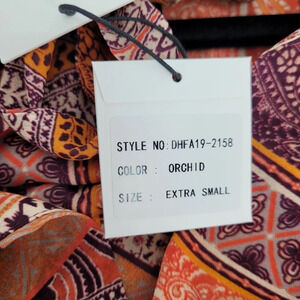 STYLE NO:DHFA19-2158
COLOR : ORCHID
SIZE : EXTRA SMALL